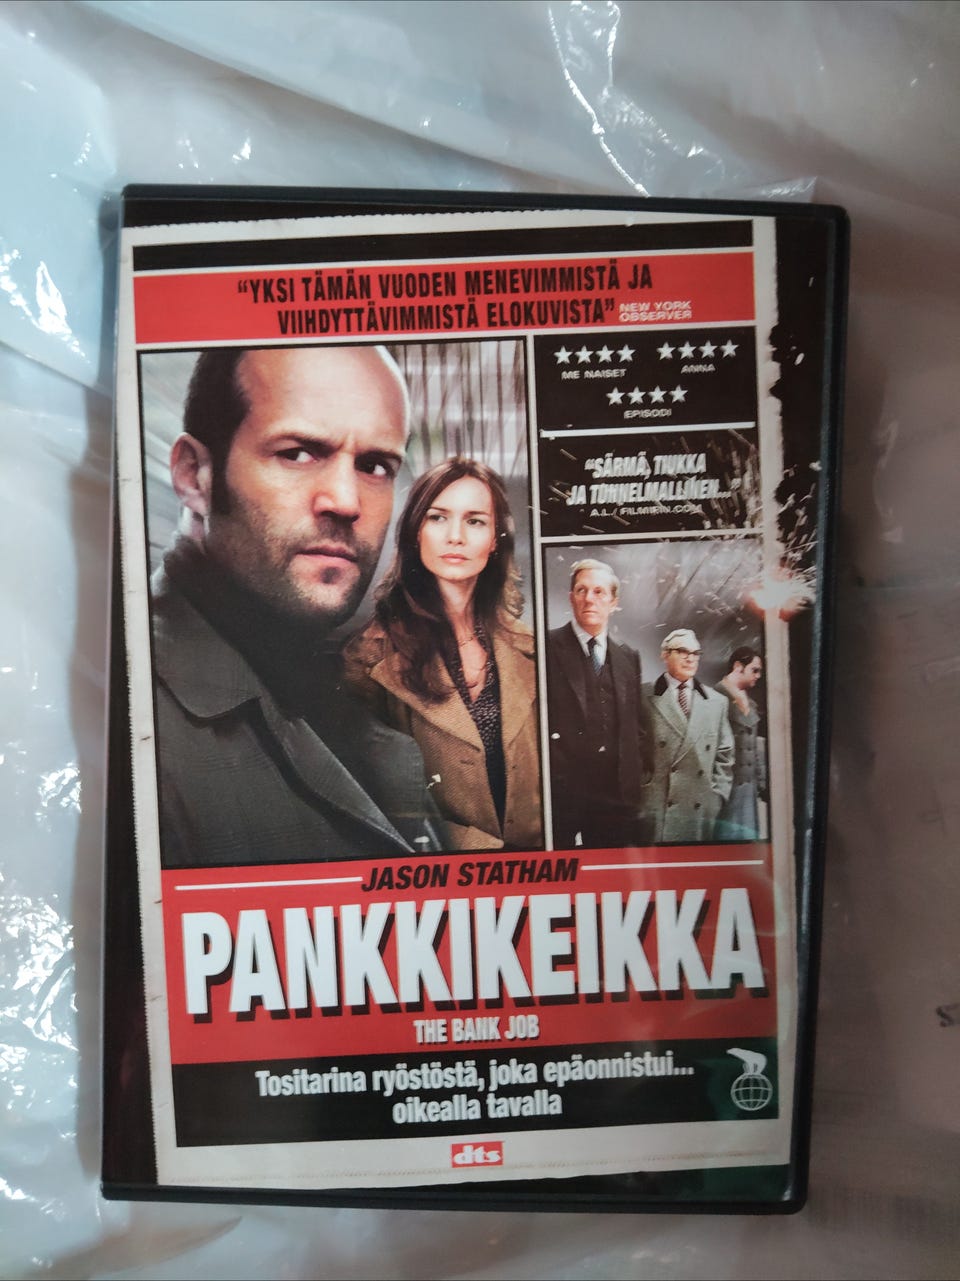 “YKSI TÄMÄN VUODEN MENEVIMMISTÄ JA
VIIHDYTTÄVIMMISTÄ ELOKUVISTA” NEW YORK OBSERVER
ME NAISET
ANNA
EPISODI
“SÄRMÄ, TIUKKA
JA TUNNELMALLINEN...”
A.L./ FILMIFIN.COM
JASON STATHAM
PANKKIKEIKKA
THE BANK JOB
Tositarina ryöstöstä, joka epäonnistui...
oikealla tavalla
dts